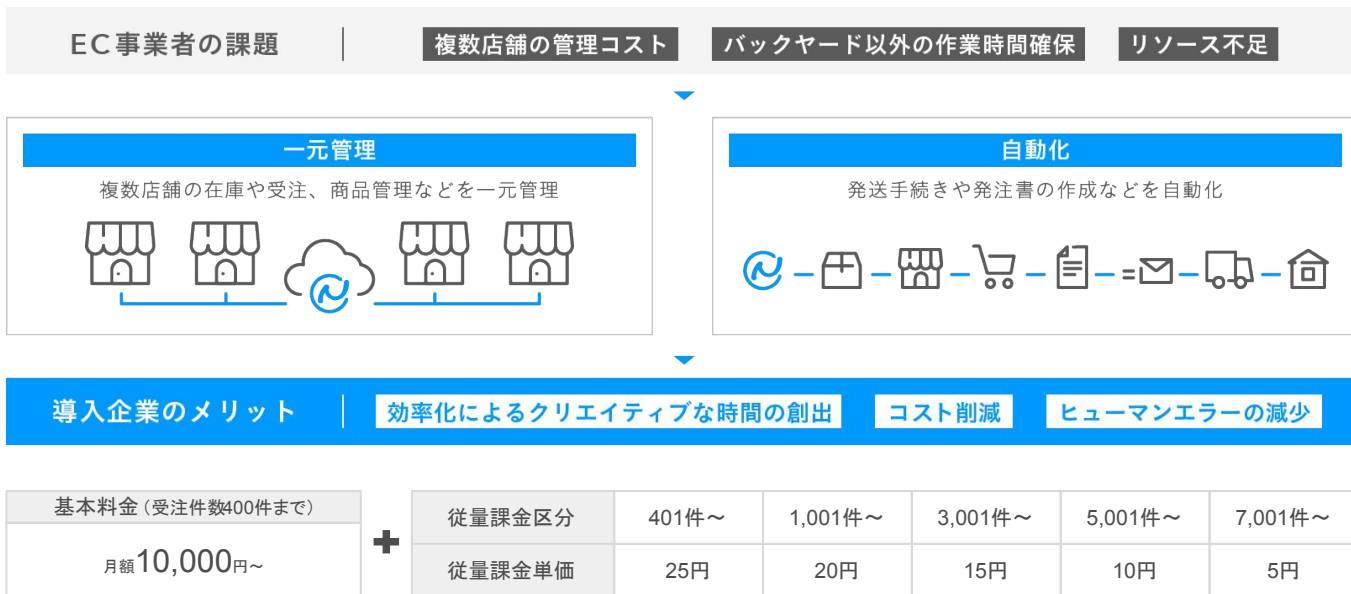 EC事業者の課題 複数店舗の管理コスト バックヤード以外の作業時間確保 リソース不足
一元管理
複数店舗の在庫や受注、商品管理などを一元管理
自動化
発送手続きや発注書の作成などを自動化
導入企業のメリット 効率化によるクリエイティブな時間の創出 コスト削減 ヒューマンエラーの減少
基本料金(受注件数400件まで)
月額10,000円～
+
従量課金区分 401件～ 1,001件～ 3,001件～ 5,001件～ 7,001件～
従量課金単価 25円 20円 15円 10円 5円